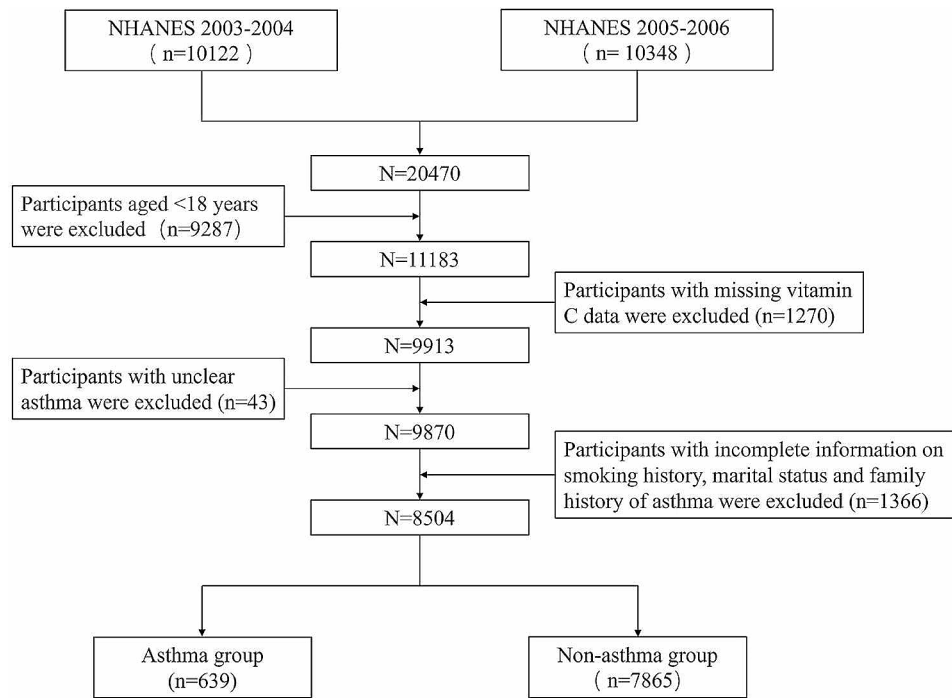 NHANES 2003-2004
（ n=10122）
NHANES 2005-2006
（ n= 10348）
N=20470
Participants aged <18 years
were excluded （n=9287）
N=11183
Participants with missing vitamin
C data were excluded (n=1270)
N=9913
Participants with unclear
asthma were excluded (n=43)
N=9870
Participants with incomplete information on
smoking history, marital status and family
history of asthma were excluded (n=1366)
N=8504
Asthma group
(n=639)
Non-asthma group
（ n=7865）